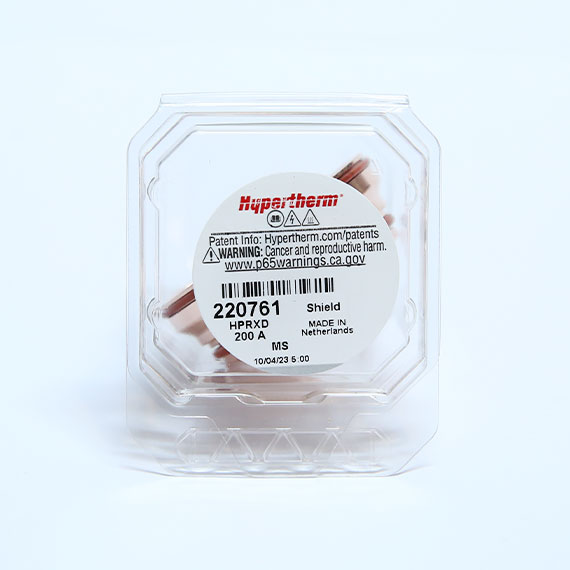 Hypertherm®
Patent Info: Hypertherm.com/patents
WARNING: Cancer and reproductive harm.
www.p65warnings.ca.gov
220761 Shield
HPRXD MADE IN
200 A Netherlands
MS
10/04/23 5:00